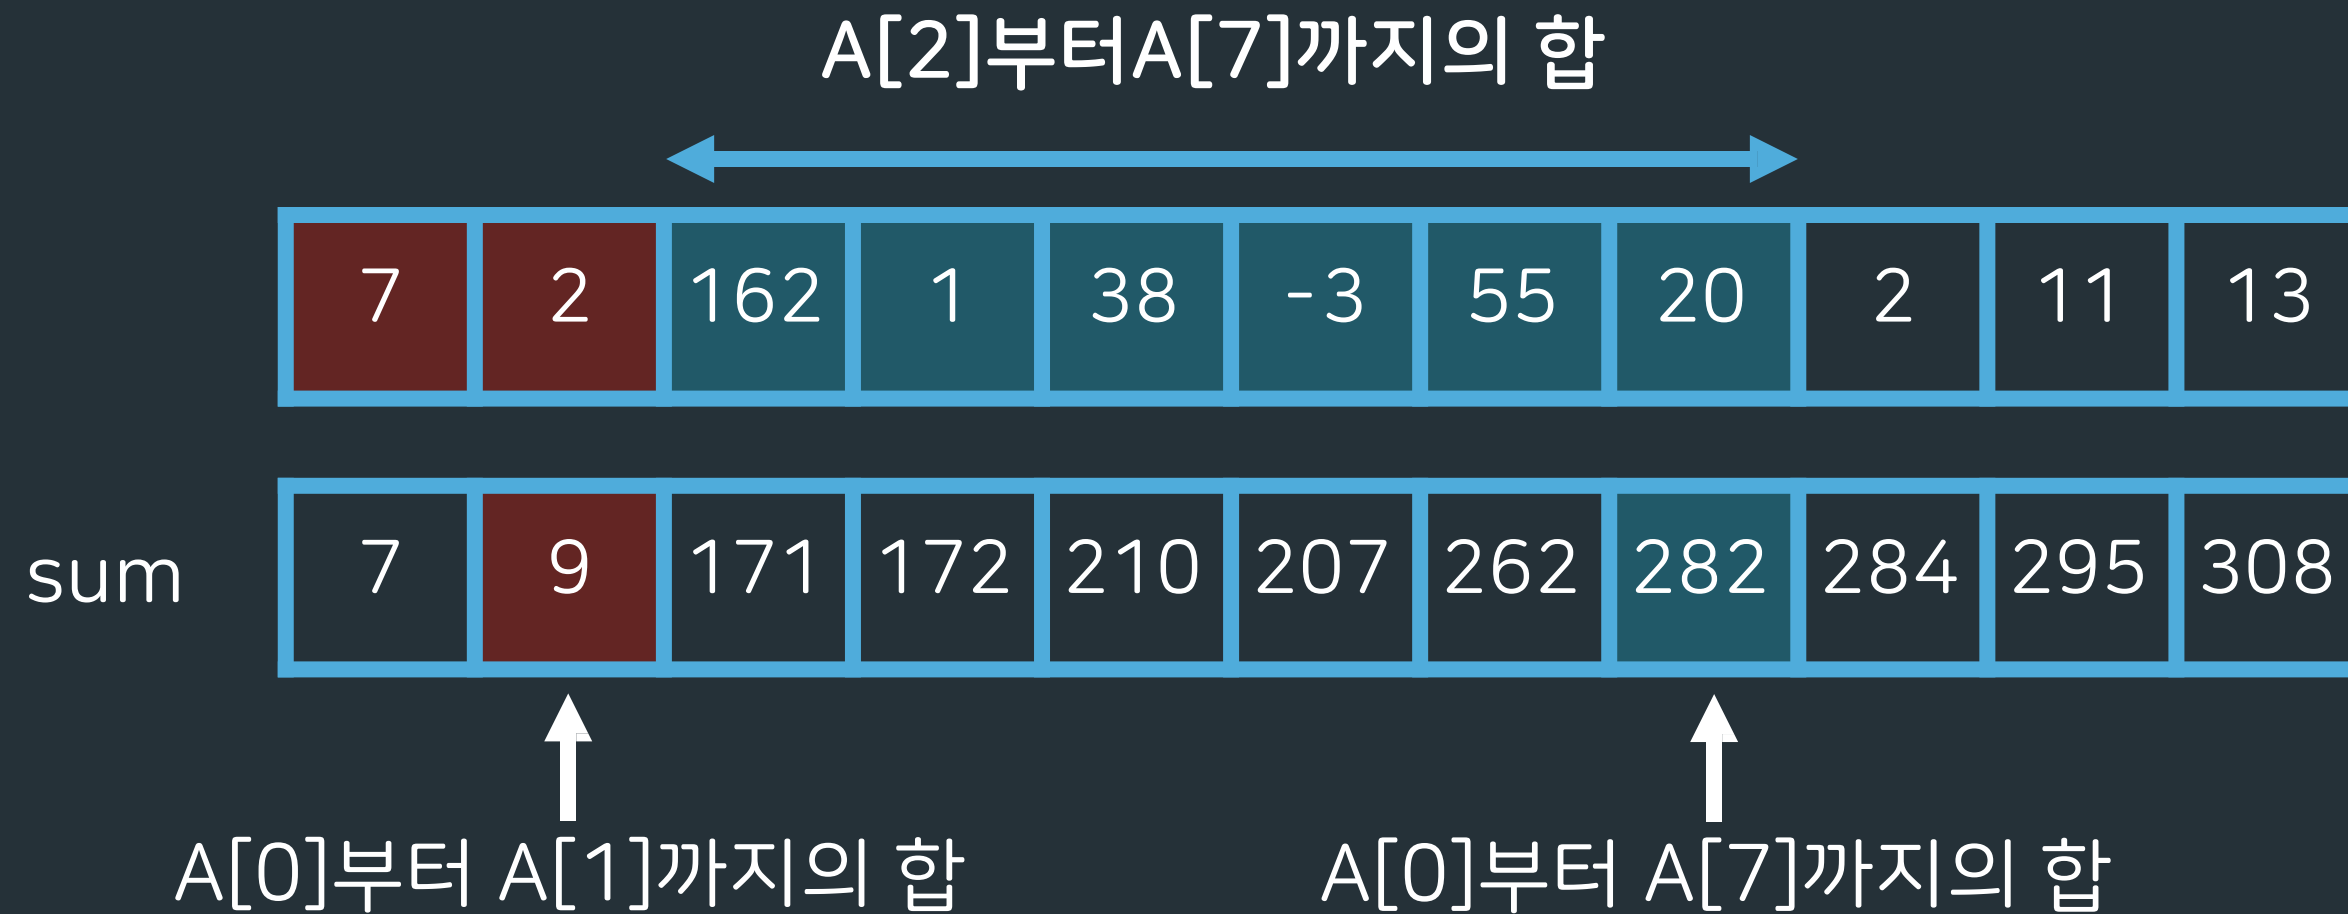 A[2]부터A[7]까지의 합
7 2 162 1 38 -3 55 20 2 11 13
sum 7 9 171 172 210 207 262 282 284 295 308
A[0]부터 A[1]까지의 합 A[0]부터 A[7]까지의 합